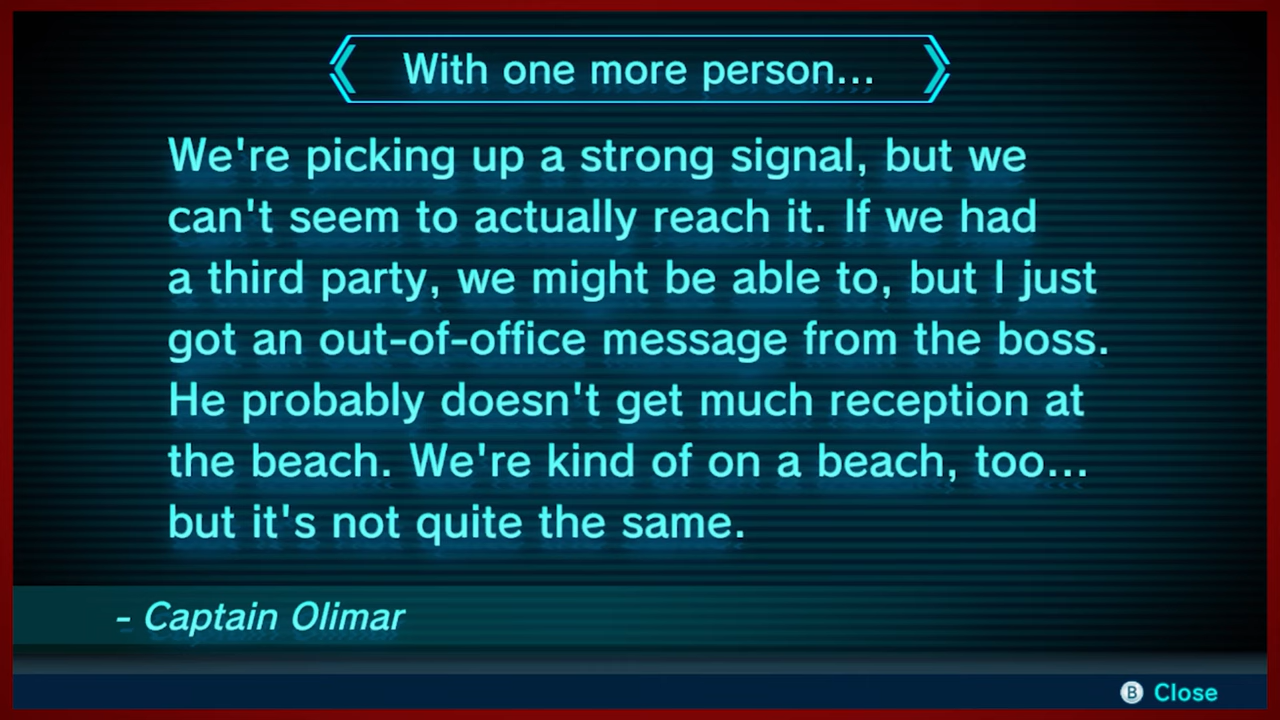 With one more person...
We're picking up a strong signal, but we
can't seem to actually reach it. If we had
a third party, we might be able to, but I just
got an out-of-office message from the boss.
He probably doesn't get much reception at
the beach. We're kind of on a beach, too...
but it's not quite the same.
- Captain Olimar
B Close